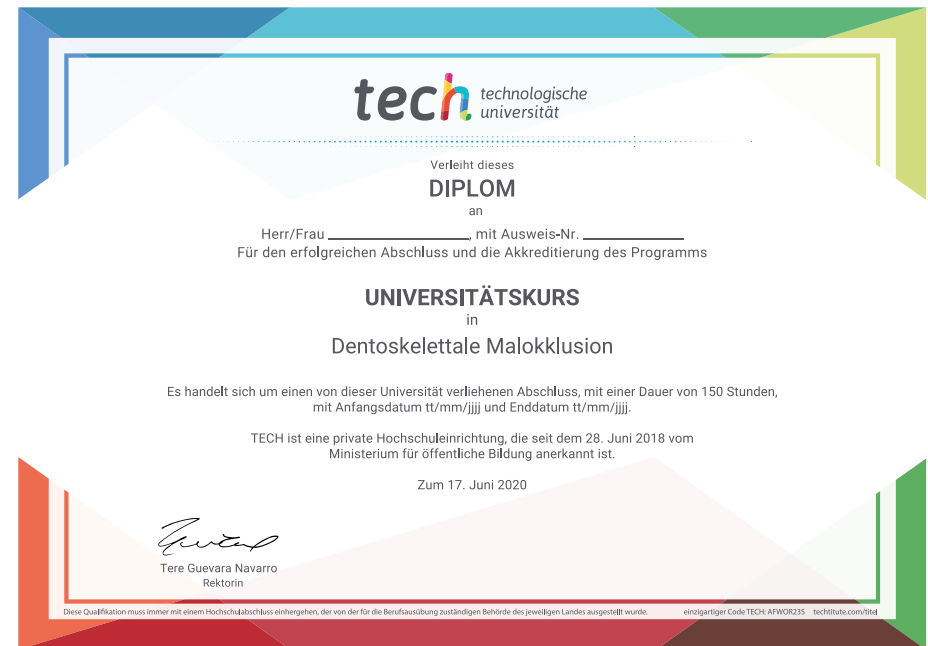 tech technologische
universität
Verleiht dieses
DIPLOM
an
Herr/Frau ____________________, mit Ausweis-Nr. ______________
Für den erfolgreichen Abschluss und die Akkreditierung des Programms
UNIVERSITÄTSKURS
in
Dentoskelettale Malokklusion
Es handelt sich um einen von dieser Universität verliehenen Abschluss, mit einer Dauer von 150 Stunden,
mit Anfangsdatum tt/mm/jjjj und Enddatum tt/mm/jjjj.
TECH ist eine private Hochschuleinrichtung, die seit dem 28. Juni 2018 vom
Ministerium für öffentliche Bildung anerkannt ist.
Zum 17. Juni 2020
Tere Guevara Navarro
Rektorin
Diese Qualifikation muss immer mit einem Hochschulabschluss einhergehen, der von der für die Berufsausübung zuständigen Behörde des jeweiligen Landes ausgestellt wurde. einzigartiger Code TECH: AFWOR23S techtitute.com/titel